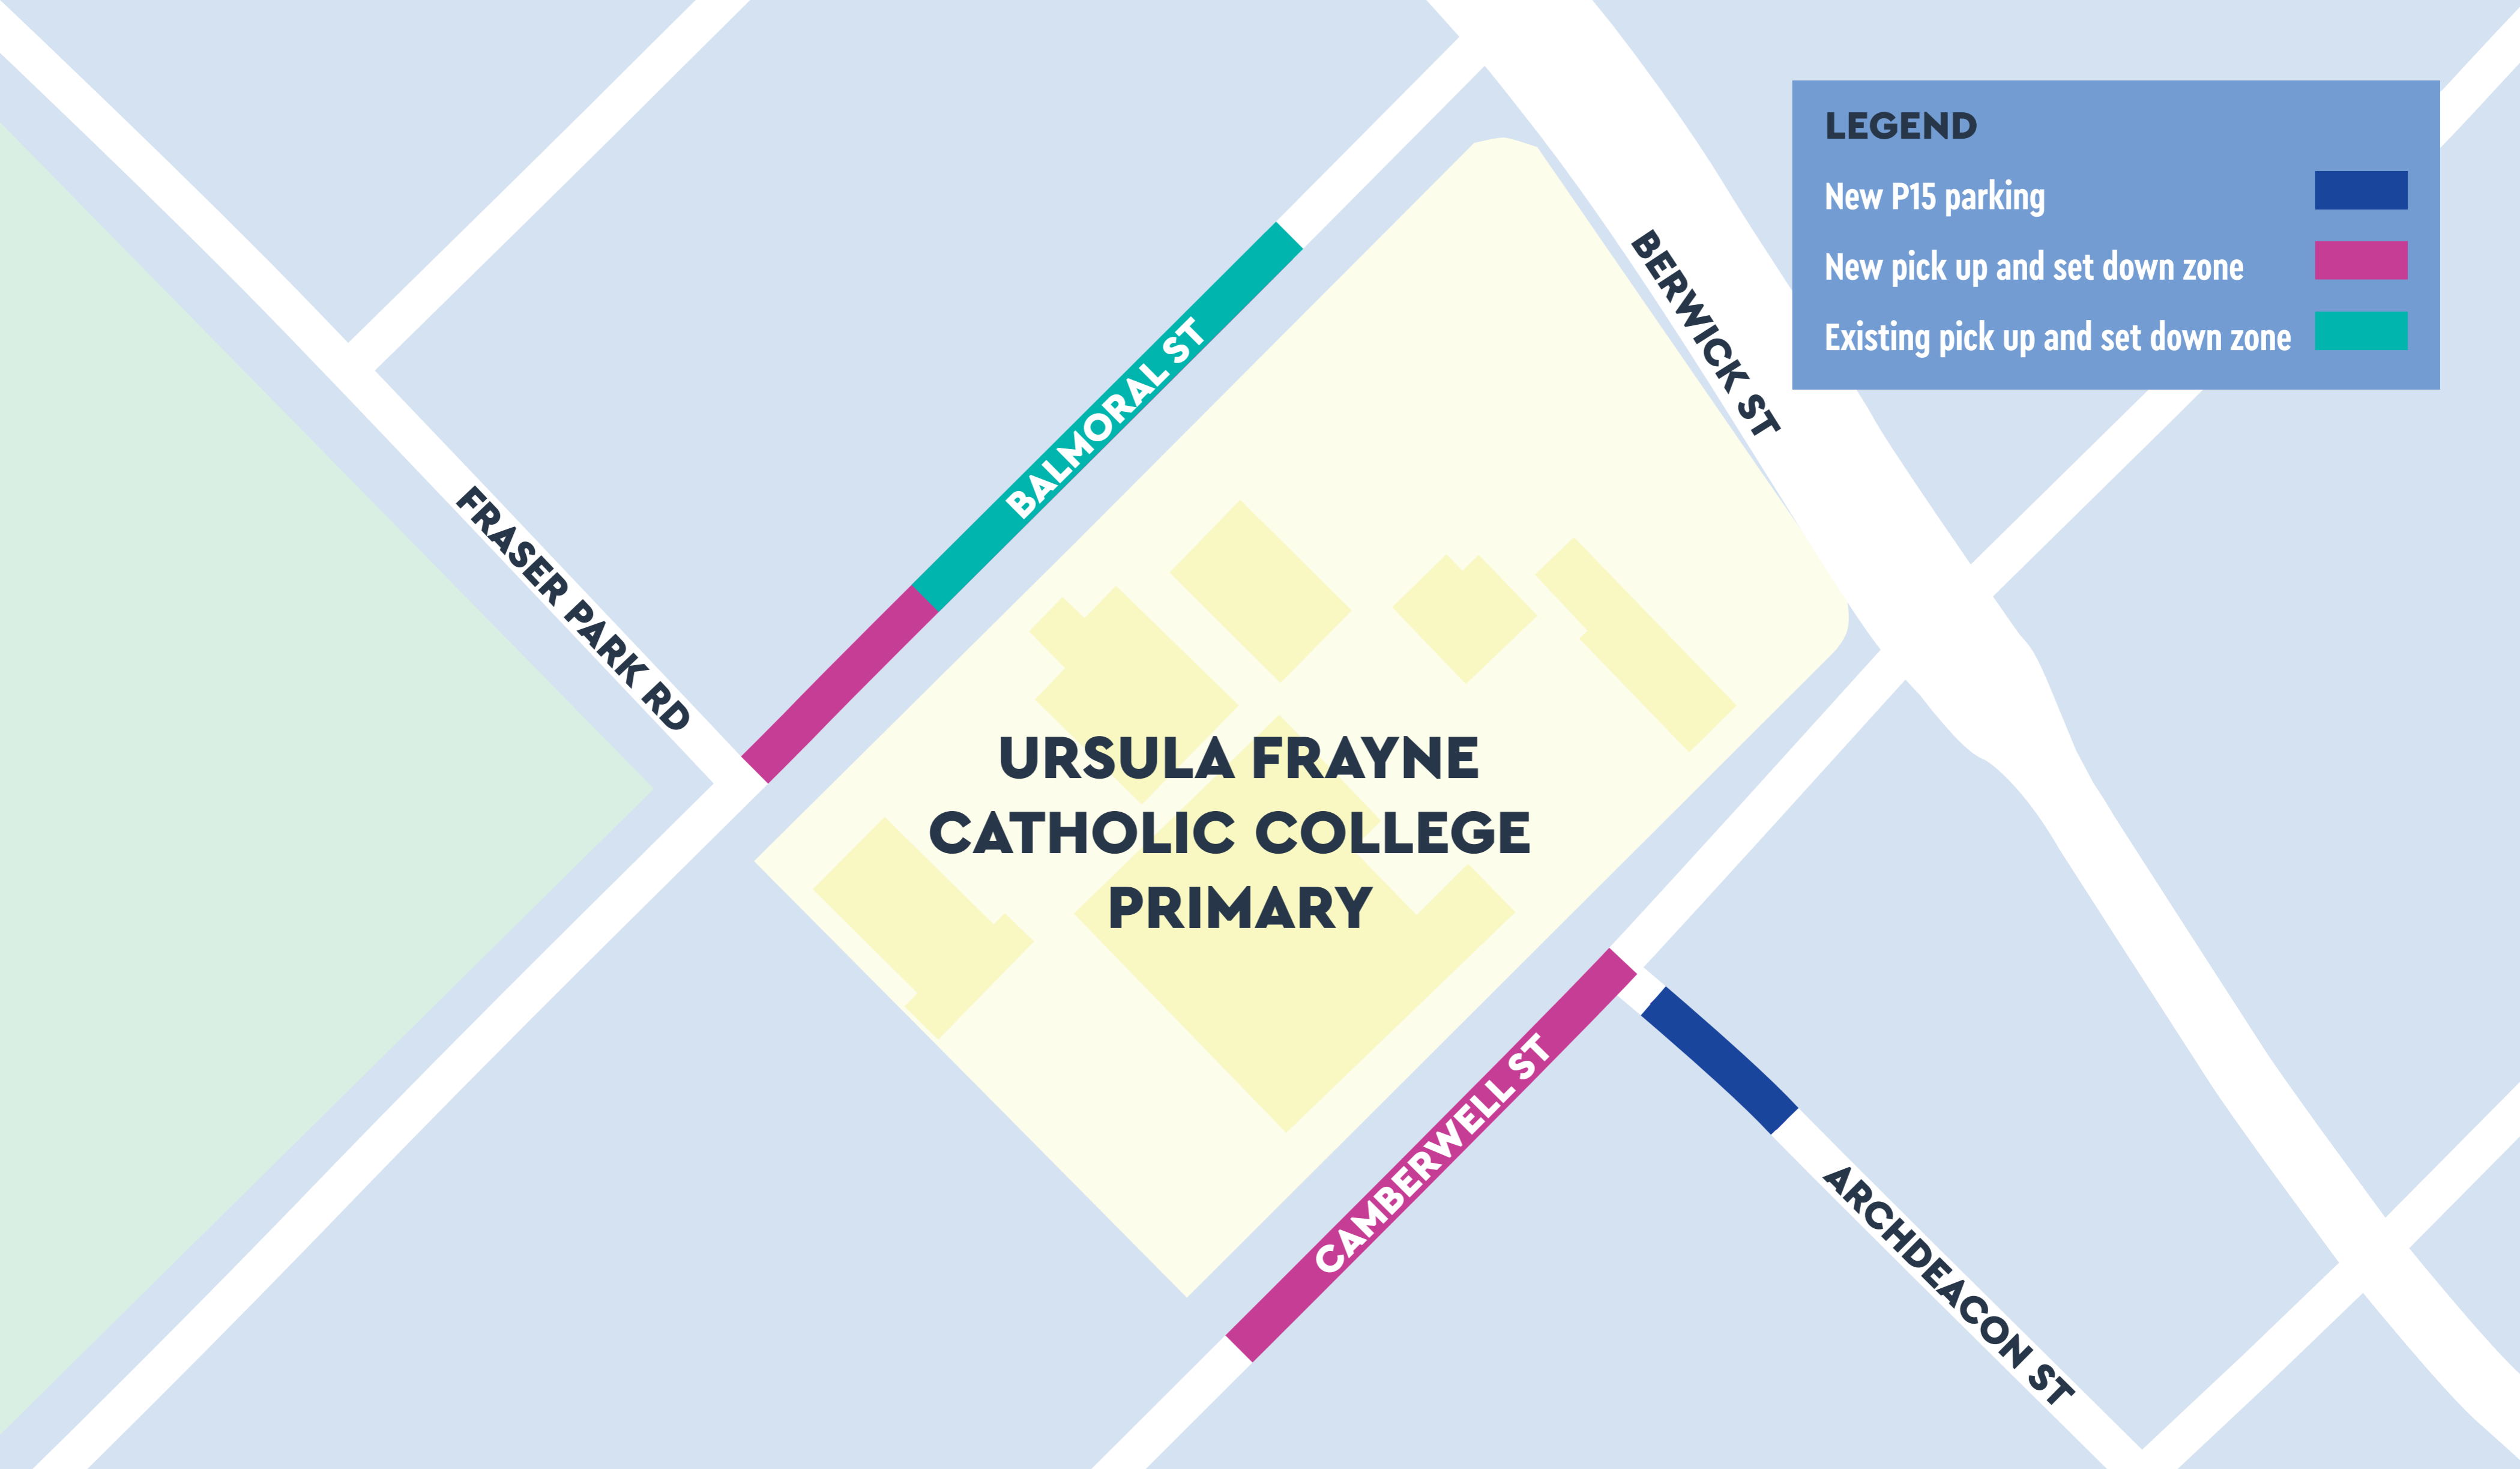 LEGEND
New P15 parking
New pick up and set down zone
Existing pick up and set down zone
BERWICK ST
BALMORAL ST
FRASER PARK RD
URSULA FRAYNE
CATHOLIC COLLEGE
PRIMARY
CAMBERWELL ST
ARCHDEACON ST